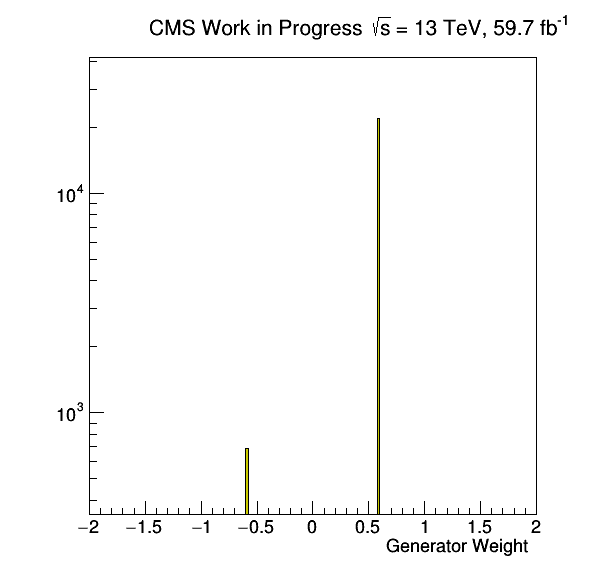 CMS Work in Progress √s = 13 TeV, 59.7 fb⁻¹
10⁴
10³
−2 −1.5 −1 −0.5 0 0.5 1 1.5 2
Generator Weight